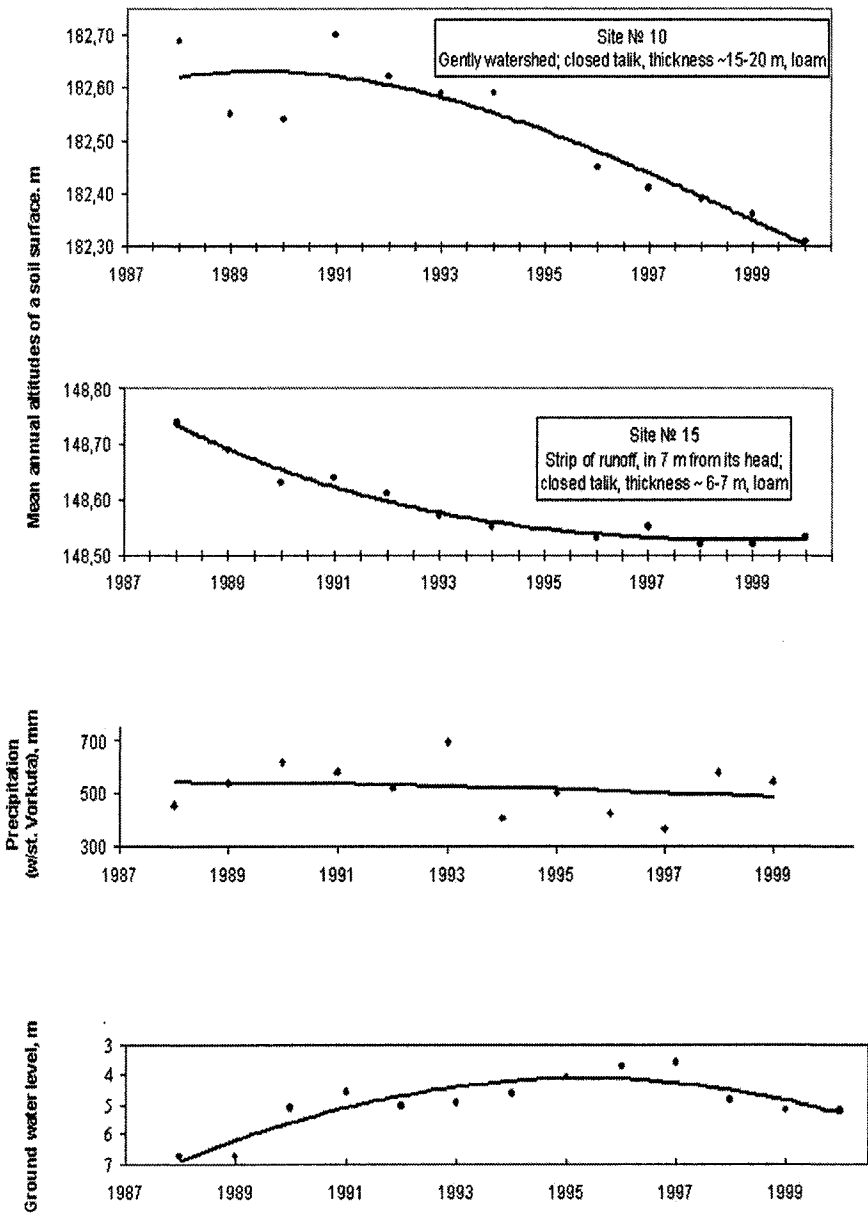 Mean annual altitudes of a soil surface. m
182,70
182,60
182,50
182,40
182,30
Site № 10
Gently watershed; closed talik, thickness ~15-20 m, loam
1987 1989 1991 1993 1995 1997 1999
148,80
148,70
148,60
148,50
Site № 15
Strip of runoff, in 7 m from its head;
closed talik, thickness ~ 6-7 m, loam
1987 1989 1991 1993 1995 1997 1999
Precipitation
(w/st. Vorkuta), mm
700
500
300
1987 1989 1991 1993 1995 1997 1999
Ground water level, m
3
4
5
6
7
1987 1989 1991 1993 1995 1997 1999